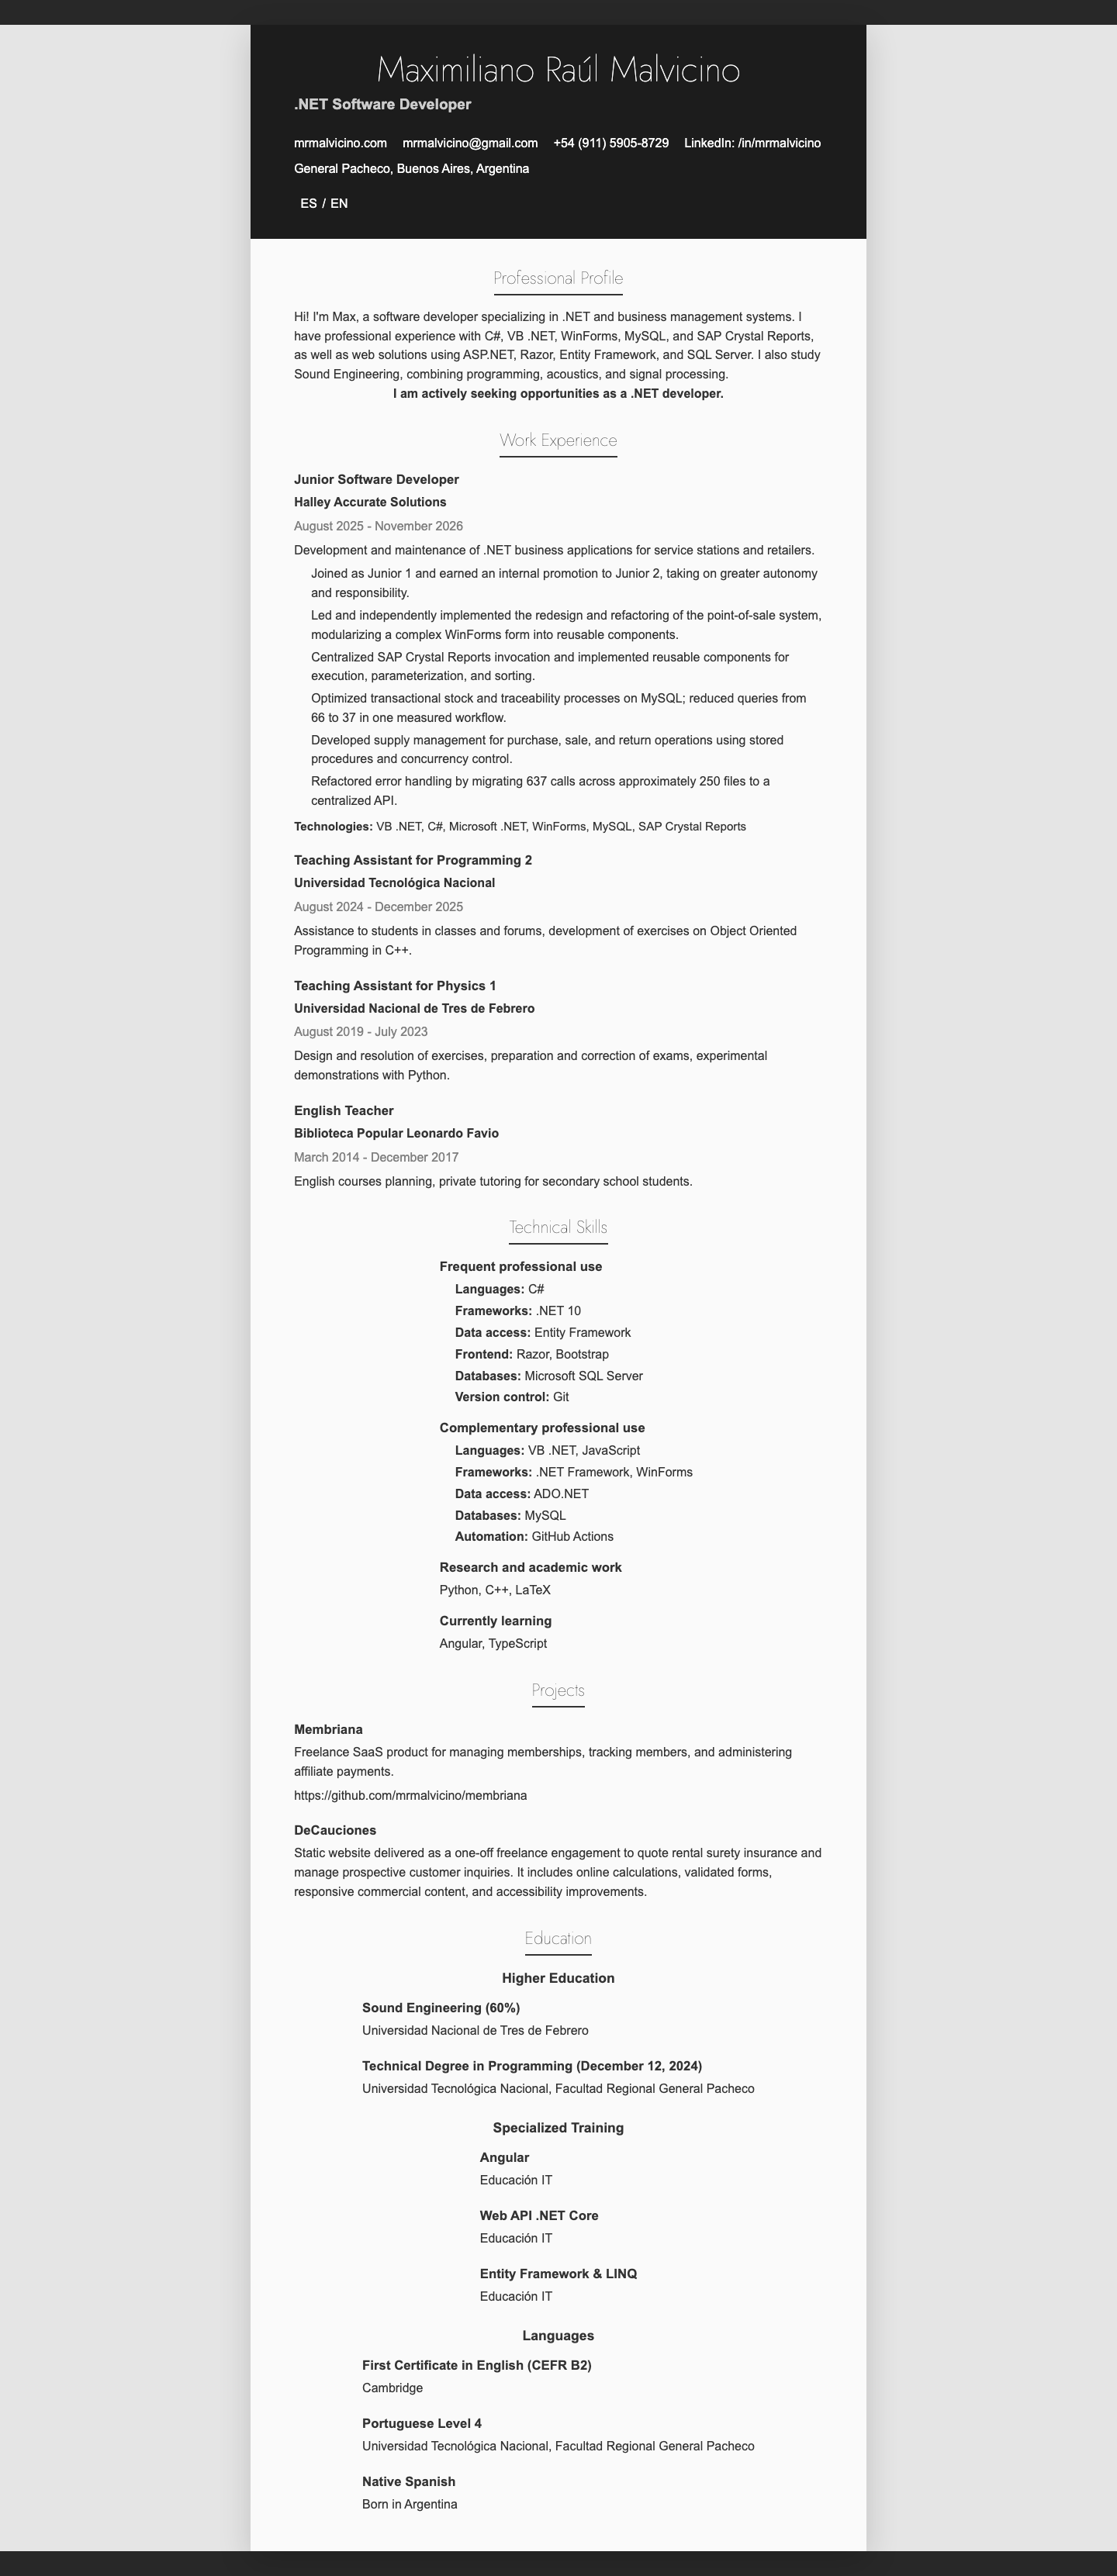 Maximiliano Raúl Malvicino
.NET Software Developer
mrmalvicino.com mrmalvicino@gmail.com +54 (911) 5905-8729 LinkedIn: /in/mrmalvicino
General Pacheco, Buenos Aires, Argentina
ES / EN
Professional Profile
Hi! I'm Max, a software developer specializing in .NET and business management systems. I
have professional experience with C#, VB .NET, WinForms, MySQL, and SAP Crystal Reports,
as well as web solutions using ASP.NET, Razor, Entity Framework, and SQL Server. I also study
Sound Engineering, combining programming, acoustics, and signal processing.
I am actively seeking opportunities as a .NET developer.
Work Experience
Junior Software Developer
Halley Accurate Solutions
August 2025 - November 2026
Development and maintenance of .NET business applications for service stations and retailers.
Joined as Junior 1 and earned an internal promotion to Junior 2, taking on greater autonomy
and responsibility.
Led and independently implemented the redesign and refactoring of the point-of-sale system,
modularizing a complex WinForms form into reusable components.
Centralized SAP Crystal Reports invocation and implemented reusable components for
execution, parameterization, and sorting.
Optimized transactional stock and traceability processes on MySQL; reduced queries from
66 to 37 in one measured workflow.
Developed supply management for purchase, sale, and return operations using stored
procedures and concurrency control.
Refactored error handling by migrating 637 calls across approximately 250 files to a
centralized API.
Technologies: VB .NET, C#, Microsoft .NET, WinForms, MySQL, SAP Crystal Reports
Teaching Assistant for Programming 2
Universidad Tecnológica Nacional
August 2024 - December 2025
Assistance to students in classes and forums, development of exercises on Object Oriented
Programming in C++.
Teaching Assistant for Physics 1
Universidad Nacional de Tres de Febrero
August 2019 - July 2023
Design and resolution of exercises, preparation and correction of exams, experimental
demonstrations with Python.
English Teacher
Biblioteca Popular Leonardo Favio
March 2014 - December 2017
English courses planning, private tutoring for secondary school students.
Technical Skills
Frequent professional use
Languages: C#
Frameworks: .NET 10
Data access: Entity Framework
Frontend: Razor, Bootstrap
Databases: Microsoft SQL Server
Version control: Git
Complementary professional use
Languages: VB .NET, JavaScript
Frameworks: .NET Framework, WinForms
Data access: ADO.NET
Databases: MySQL
Automation: GitHub Actions
Research and academic work
Python, C++, LaTeX
Currently learning
Angular, TypeScript
Projects
Membriana
Freelance SaaS product for managing memberships, tracking members, and administering
affiliate payments.
https://github.com/mrmalvicino/membriana
DeCauciones
Static website delivered as a one-off freelance engagement to quote rental surety insurance and
manage prospective customer inquiries. It includes online calculations, validated forms,
responsive commercial content, and accessibility improvements.
Education
Higher Education
Sound Engineering (60%)
Universidad Nacional de Tres de Febrero
Technical Degree in Programming (December 12, 2024)
Universidad Tecnológica Nacional, Facultad Regional General Pacheco
Specialized Training
Angular
Educación IT
Web API .NET Core
Educación IT
Entity Framework & LINQ
Educación IT
Languages
First Certificate in English (CEFR B2)
Cambridge
Portuguese Level 4
Universidad Tecnológica Nacional, Facultad Regional General Pacheco
Native Spanish
Born in Argentina